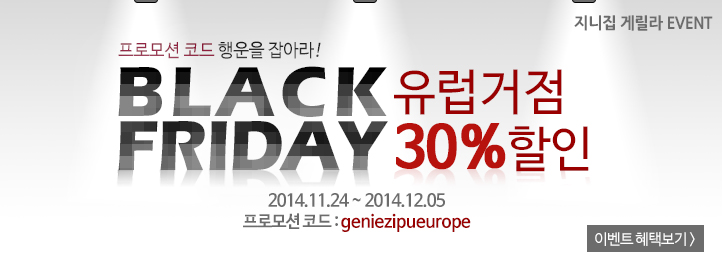 지니집 게릴라 EVENT
프로모션 코드 행운을 잡아라!
BLACK 유럽거점
FRIDAY 30%할인
2014.11.24 ~ 2014.12.05
프로모션 코드 : geniezipueurope
이벤트 혜택보기 〉